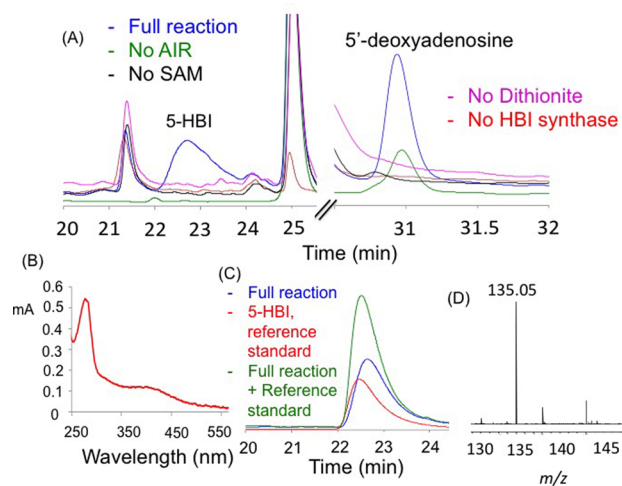 (A)
- Full reaction
- No AIR
- No SAM
5-HBI
5’-deoxyadenosine
- No Dithionite
- No HBI synthase
20 21 22 23 24 25 31 31.5 32
Time (min)
(B)
mA
0.6
0.5
0.4
0.3
0.2
0.1
0
250 350 450 550
Wavelength (nm)
(C)
- Full reaction
- 5-HBI,
reference
standard
- Full reaction
+ Reference
standard
20 21 22 23 24
Time (min)
(D)
135.05
130 135 140 145
m/z